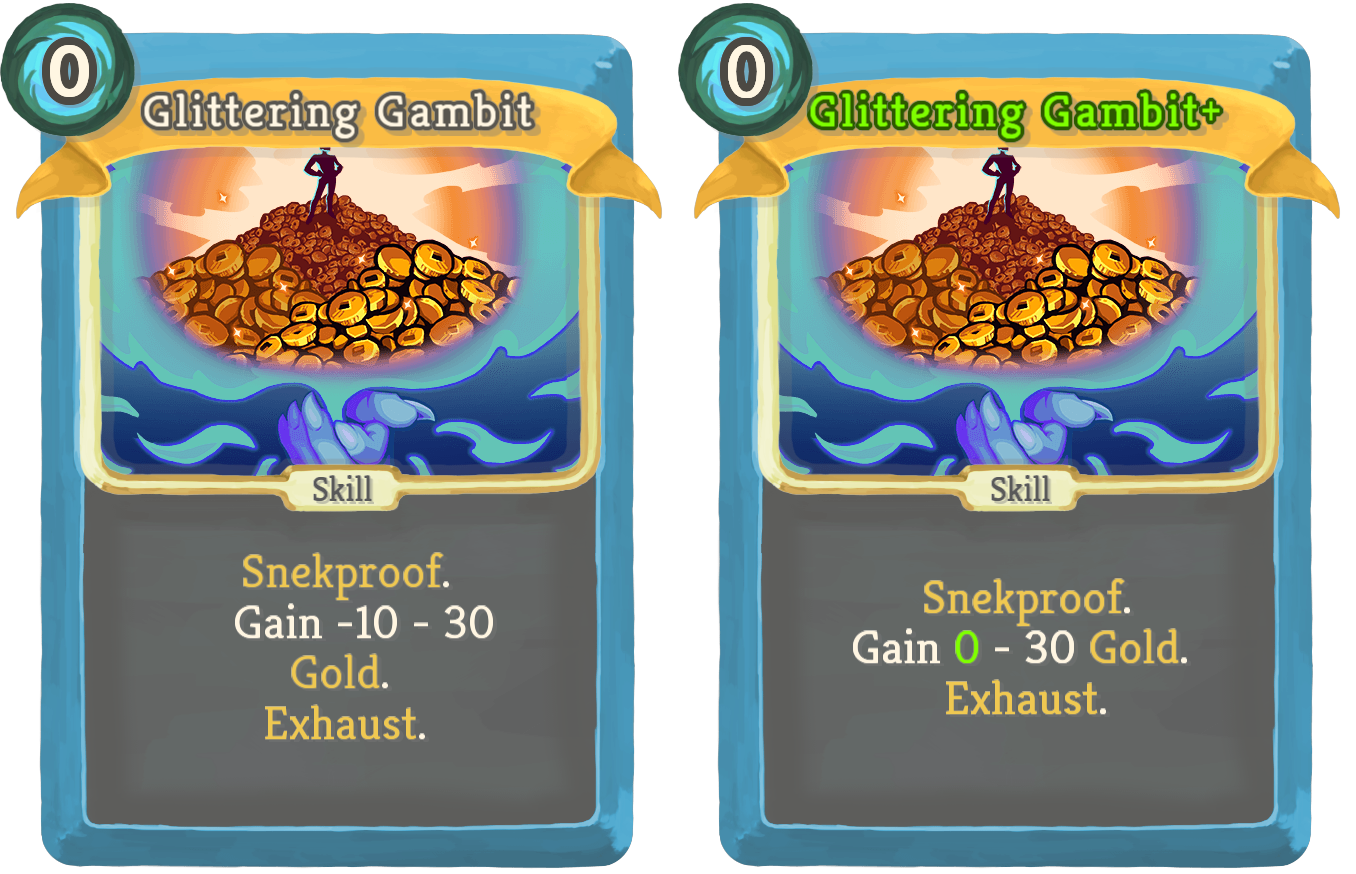 0
Glittering Gambit
Skill
Snekproof.
Gain -10 - 30
Gold.
Exhaust.
0
Glittering Gambit+
Skill
Snekproof.
Gain 0 - 30 Gold.
Exhaust.